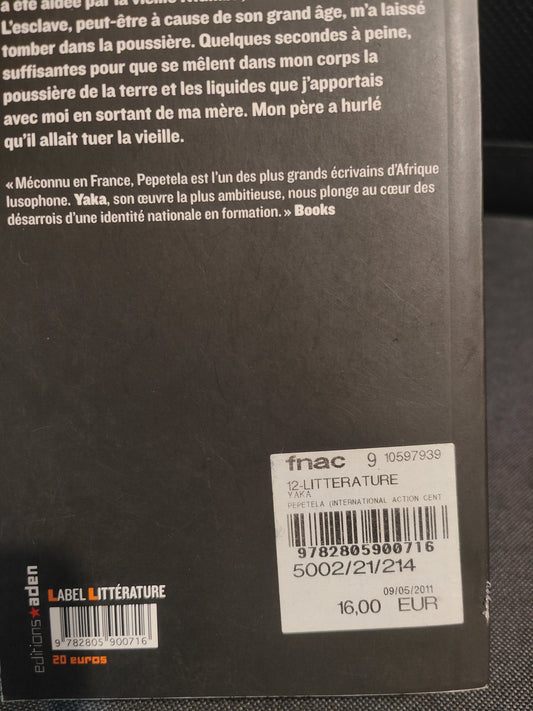 a été aidée par la vieille
L'esclave, peut-être à cause de son grand âge, m'a laissé
tomber dans la poussière. Quelques secondes à peine,
suffisantes pour que se mêlent dans mon corps la
poussière de la terre et les liquides que j'apportais
avec moi en sortant de ma mère. Mon père a hurlé
qu'il allait tuer la vieille.
« Méconnu en France, Pepetela est l'un des plus grands écrivains d'Afrique
lusophone. Yaka, son œuvre la plus ambitieuse, nous plonge au cœur des
désarrois d'une identité nationale en formation. » Books
fnac 9 10597939
12-LITTERATURE
YAKA
PEPETELA (INTERNATIONAL ACTION CENT
9782805900716
5002/21/214
09/05/2011
16,00 EUR
editions★aden
LABEL LITTÉRATURE
9 782805 900716
20 euros